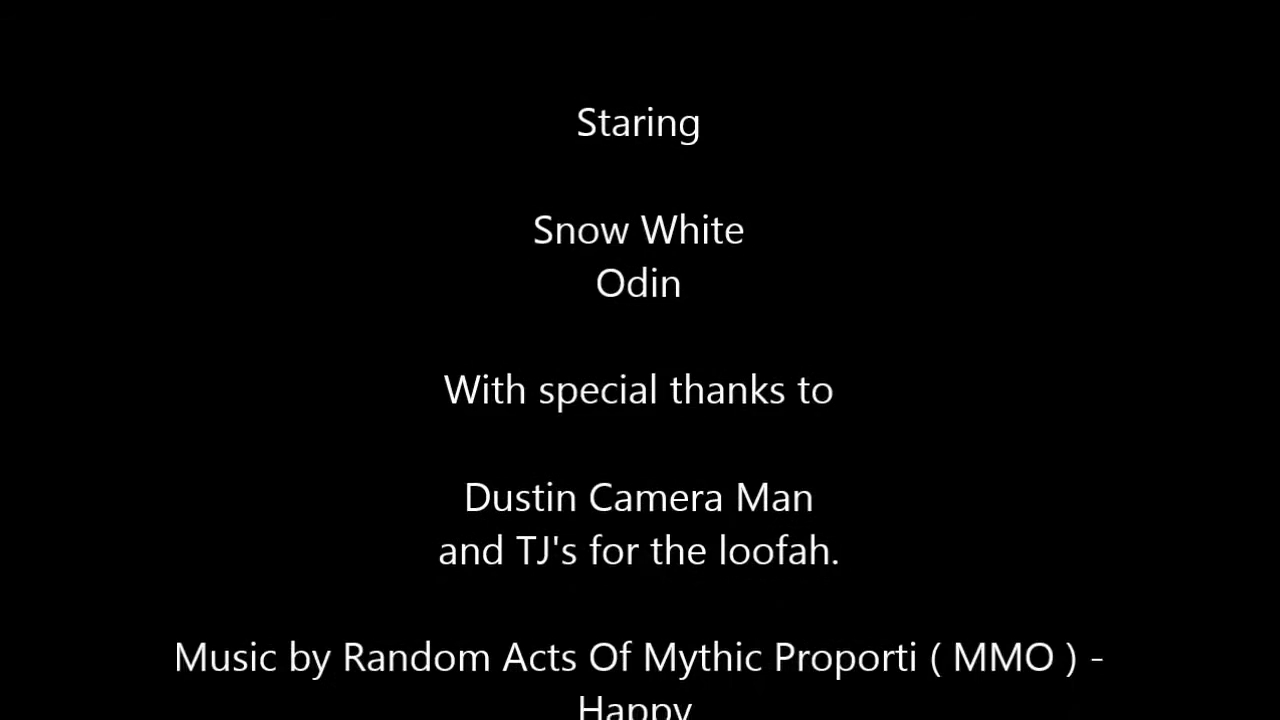 Staring
Snow White
Odin
With special thanks to
Dustin Camera Man
and TJ's for the loofah.
Music by Random Acts Of Mythic Proporti ( MMO ) -
Happy